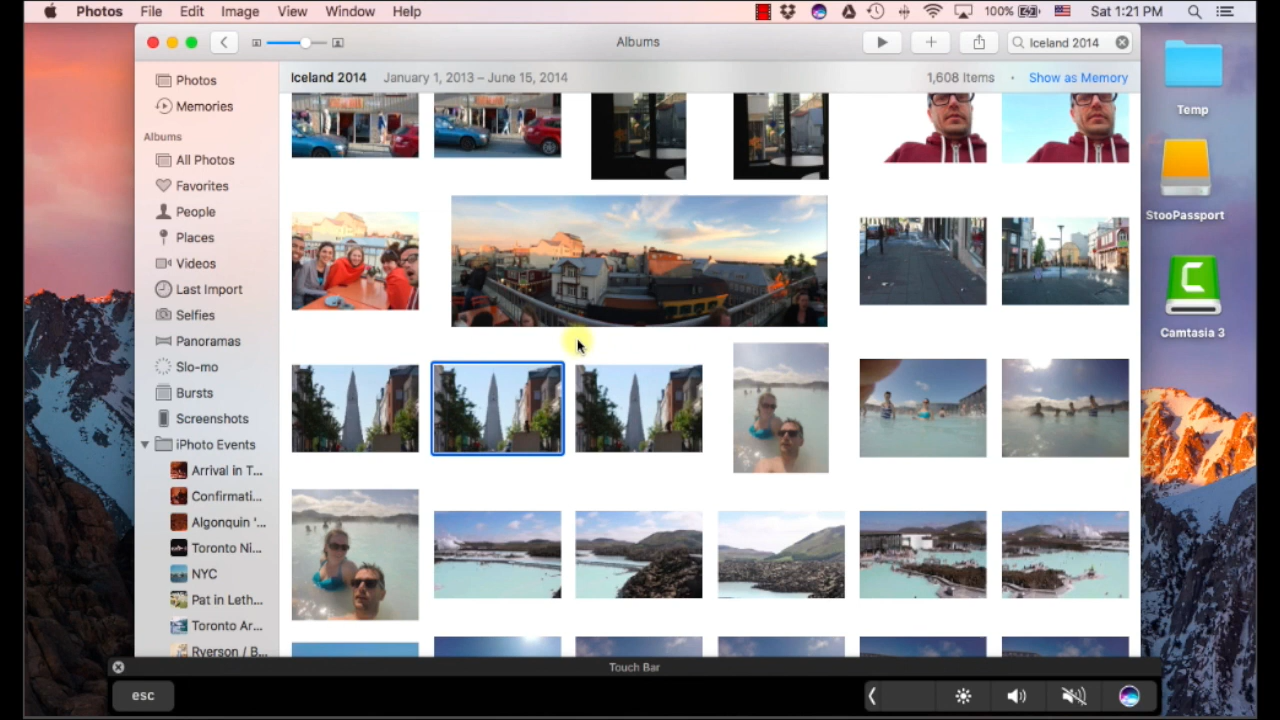 Photos File Edit Image View Window Help 100% Sat 1:21 PM
Albums Iceland 2014
Iceland 2014 January 1, 2013 – June 15, 2014 1,608 Items · Show as Memory
Photos
Memories
Albums
All Photos
Favorites
People
Places
Videos
Last Import
Selfies
Panoramas
Slo-mo
Bursts
Screenshots
iPhoto Events
Arrival in T...
Confirmati...
Algonquin '...
Toronto Ni...
NYC
Pat in Leth...
Toronto Ar...
Ryerson / B...
Temp
StooPassport
C
Camtasia 3
Touch Bar
esc